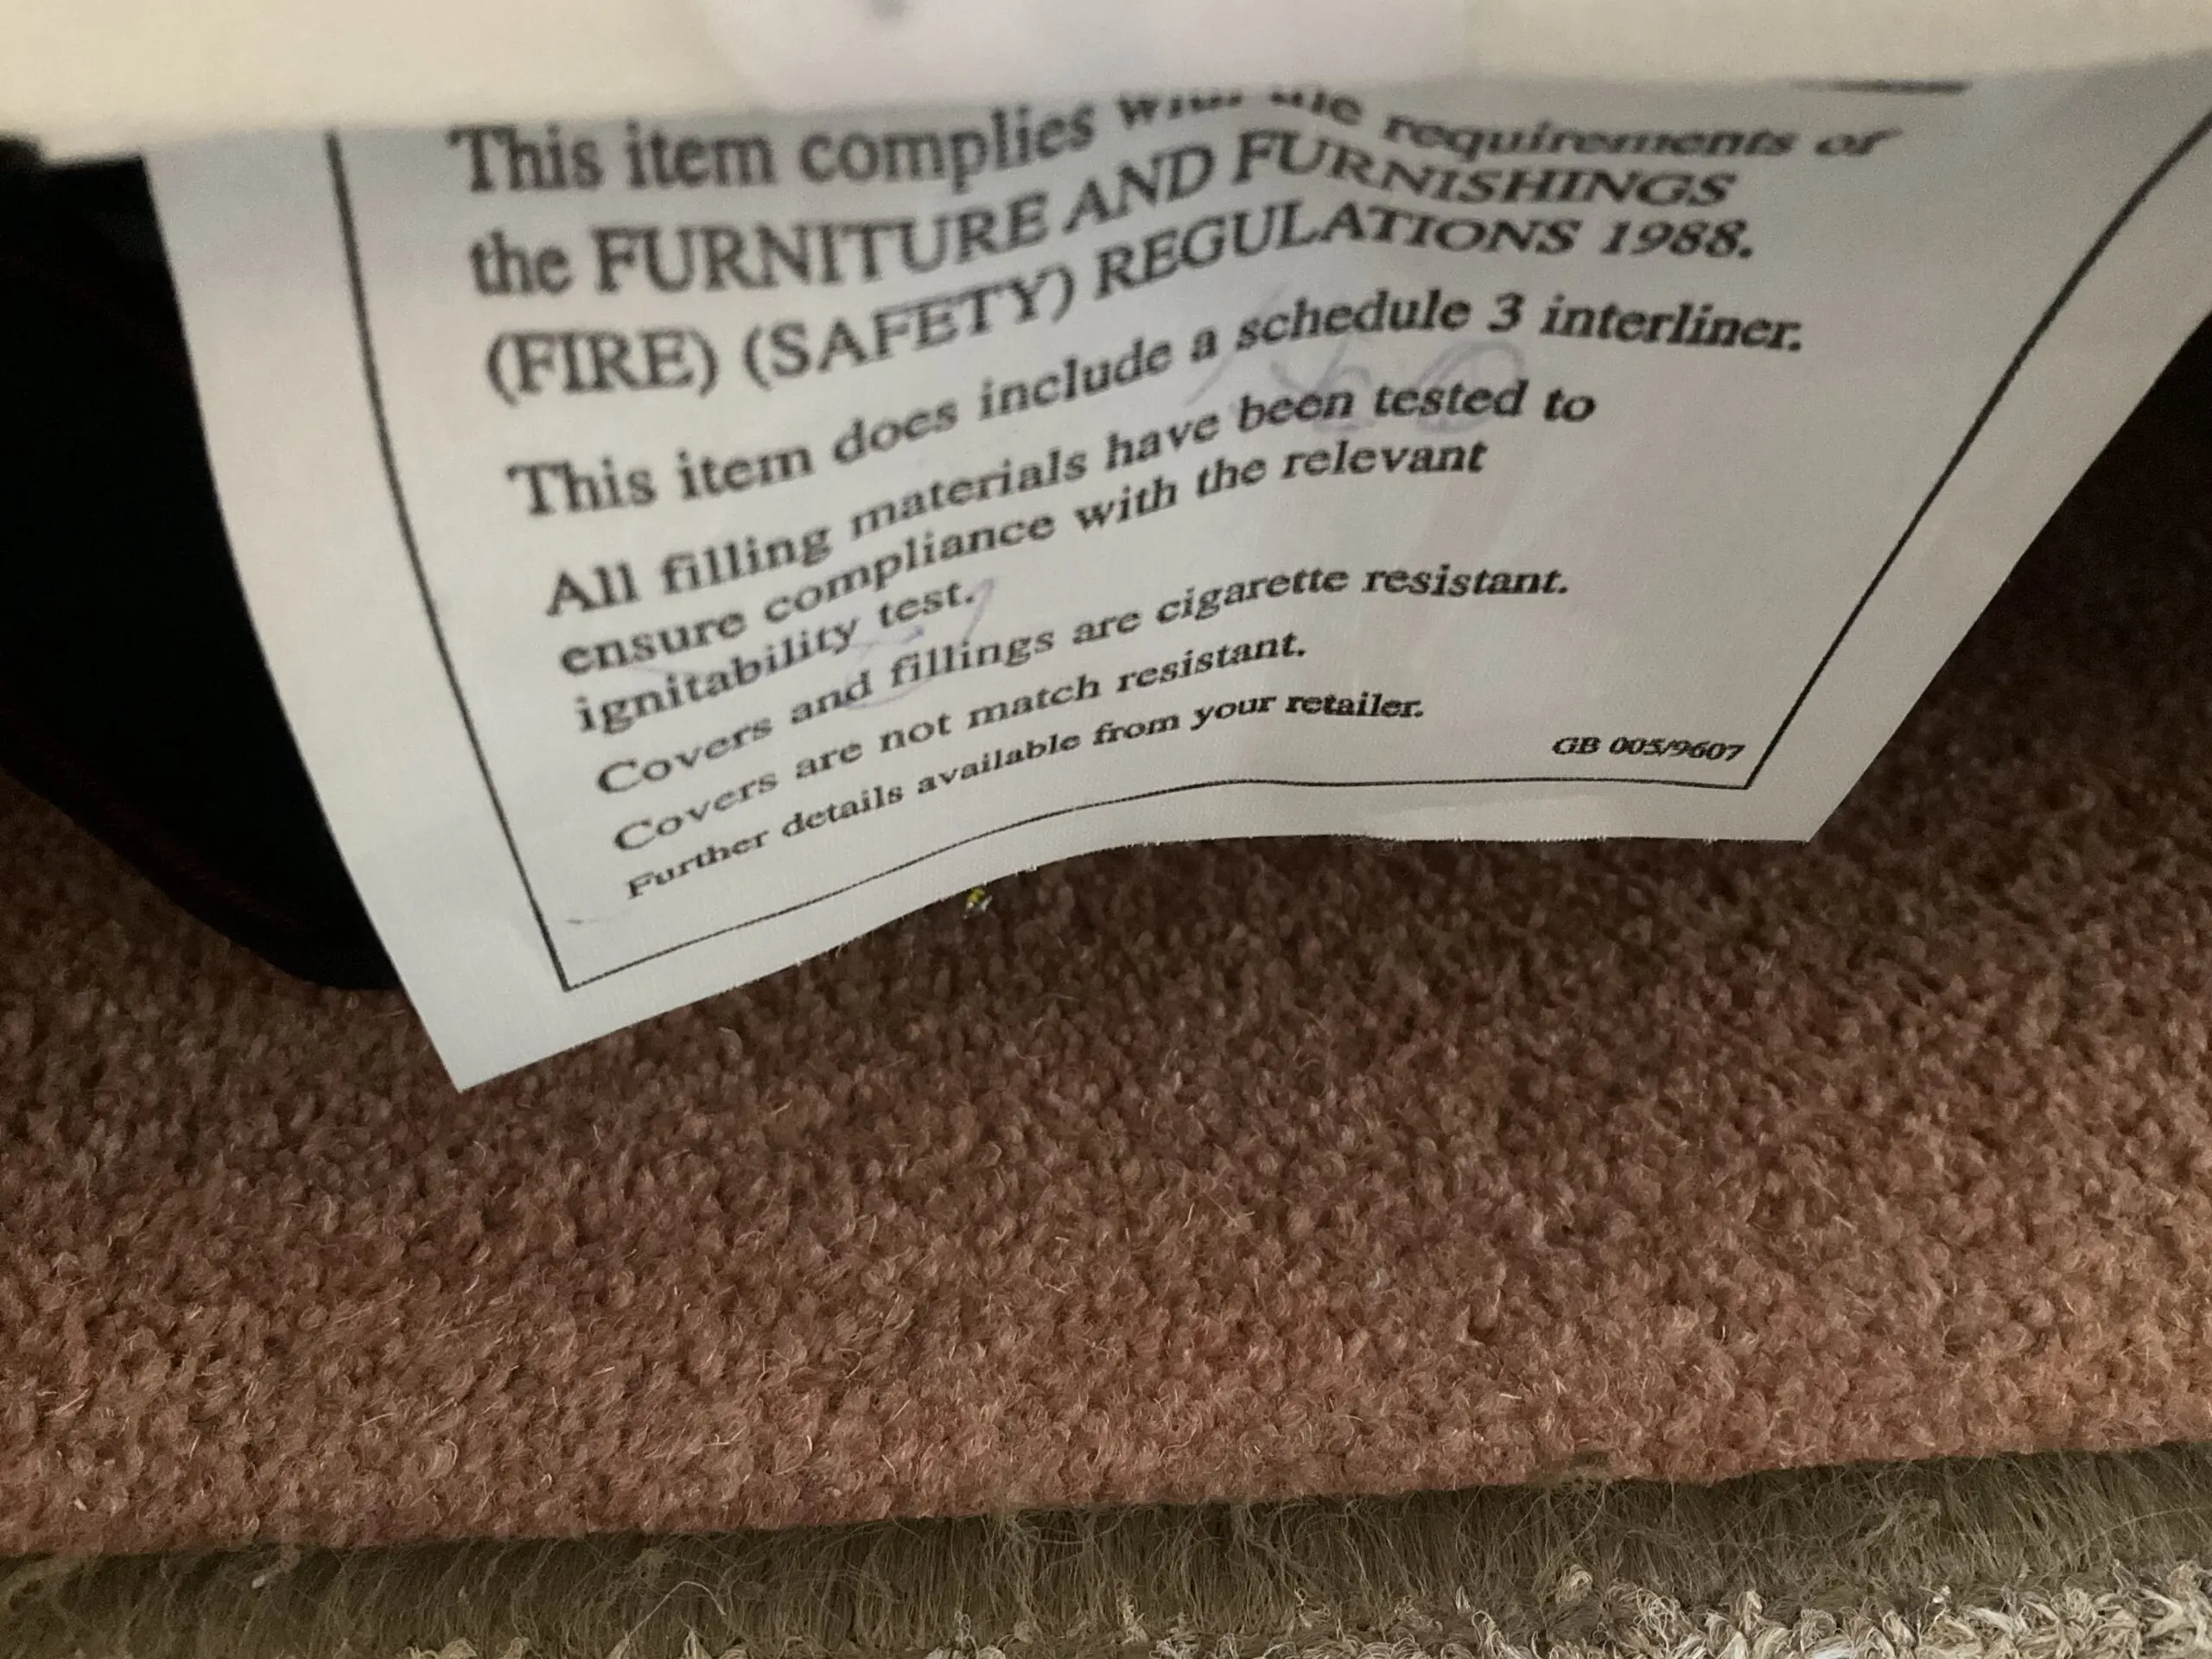 This item complies with the requirements of
the FURNITURE AND FURNISHINGS
(FIRE) (SAFETY) REGULATIONS 1988.
This item does include a schedule 3 interliner.
All filling materials have been tested to
ensure compliance with the relevant
ignitability test.
Covers and fillings are cigarette resistant.
Covers are not match resistant.
Further details available from your retailer.
GB 005/9607